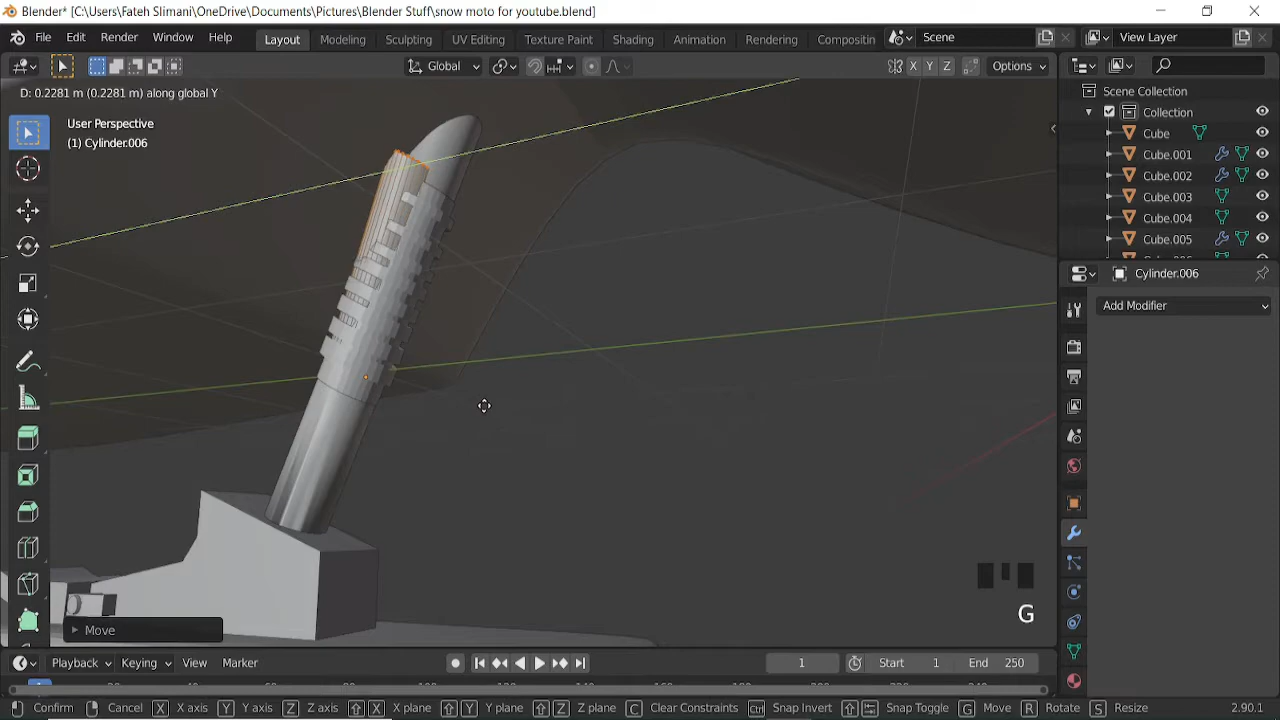 Blender* [C:\Users\Fateh Slimani\OneDrive\Documents\Pictures\Blender Stuff\snow moto for youtube.blend]
File Edit Render Window Help Layout Modeling Sculpting UV Editing Texture Paint Shading Animation Rendering Compositin Scene View Layer
Global X Y Z Options
D: 0.2281 m (0.2281 m) along global Y
Scene Collection
User Perspective
Collection
(1) Cylinder.006
Cube
Cube.001
Cube.002
Cube.003
Cube.004
Cube.005
Cylinder.006
Add Modifier
G
Move
Playback Keying View Marker 1 Start 1 End 250
Confirm Cancel X X axis Y Y axis Z Z axis X X plane Y Y plane Z Z plane C Clear Constraints Ctrl Snap Invert Snap Toggle G Move R Rotate S Resize 2.90.1